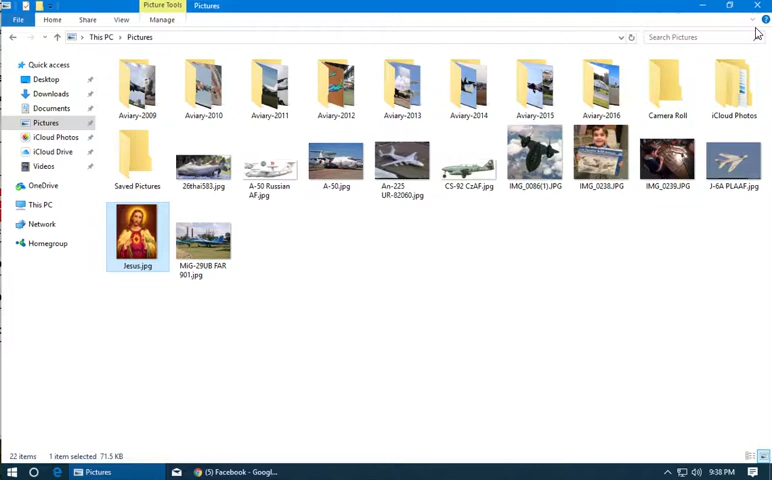 Picture Tools
Pictures
File Home Share View Manage
This PC Pictures
Search Pictures
Quick access
Desktop
Downloads
Documents
Pictures
iCloud Photos
iCloud Drive
Videos
OneDrive
This PC
Network
Homegroup
Aviary-2009 Aviary-2010 Aviary-2011 Aviary-2012 Aviary-2013 Aviary-2014 Aviary-2015 Aviary-2016 Camera Roll iCloud Photos
Saved Pictures 26thai583.jpg A-50 Russian A-50.jpg An-225 CS-92 CzAF.jpg IMG_0086(1).JPG IMG_0238.JPG IMG_0239.JPG J-6A PLAAF.jpg
AF.jpg UR-82060.jpg
Jesus.jpg MiG-29UB FAR
901.jpg
22 items 1 item selected 71.5 KB
Pictures (5) Facebook - Googl... 9:38 PM